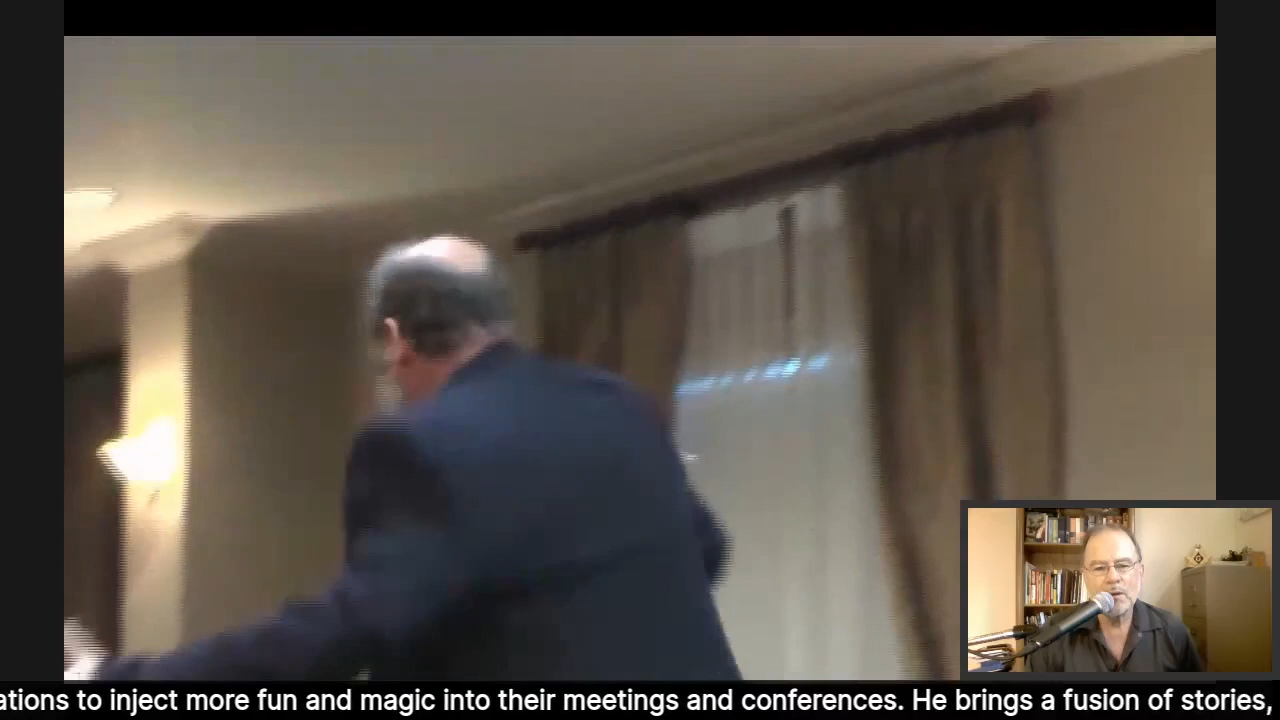 ations to inject more fun and magic into their meetings and conferences. He brings a fusion of stories,